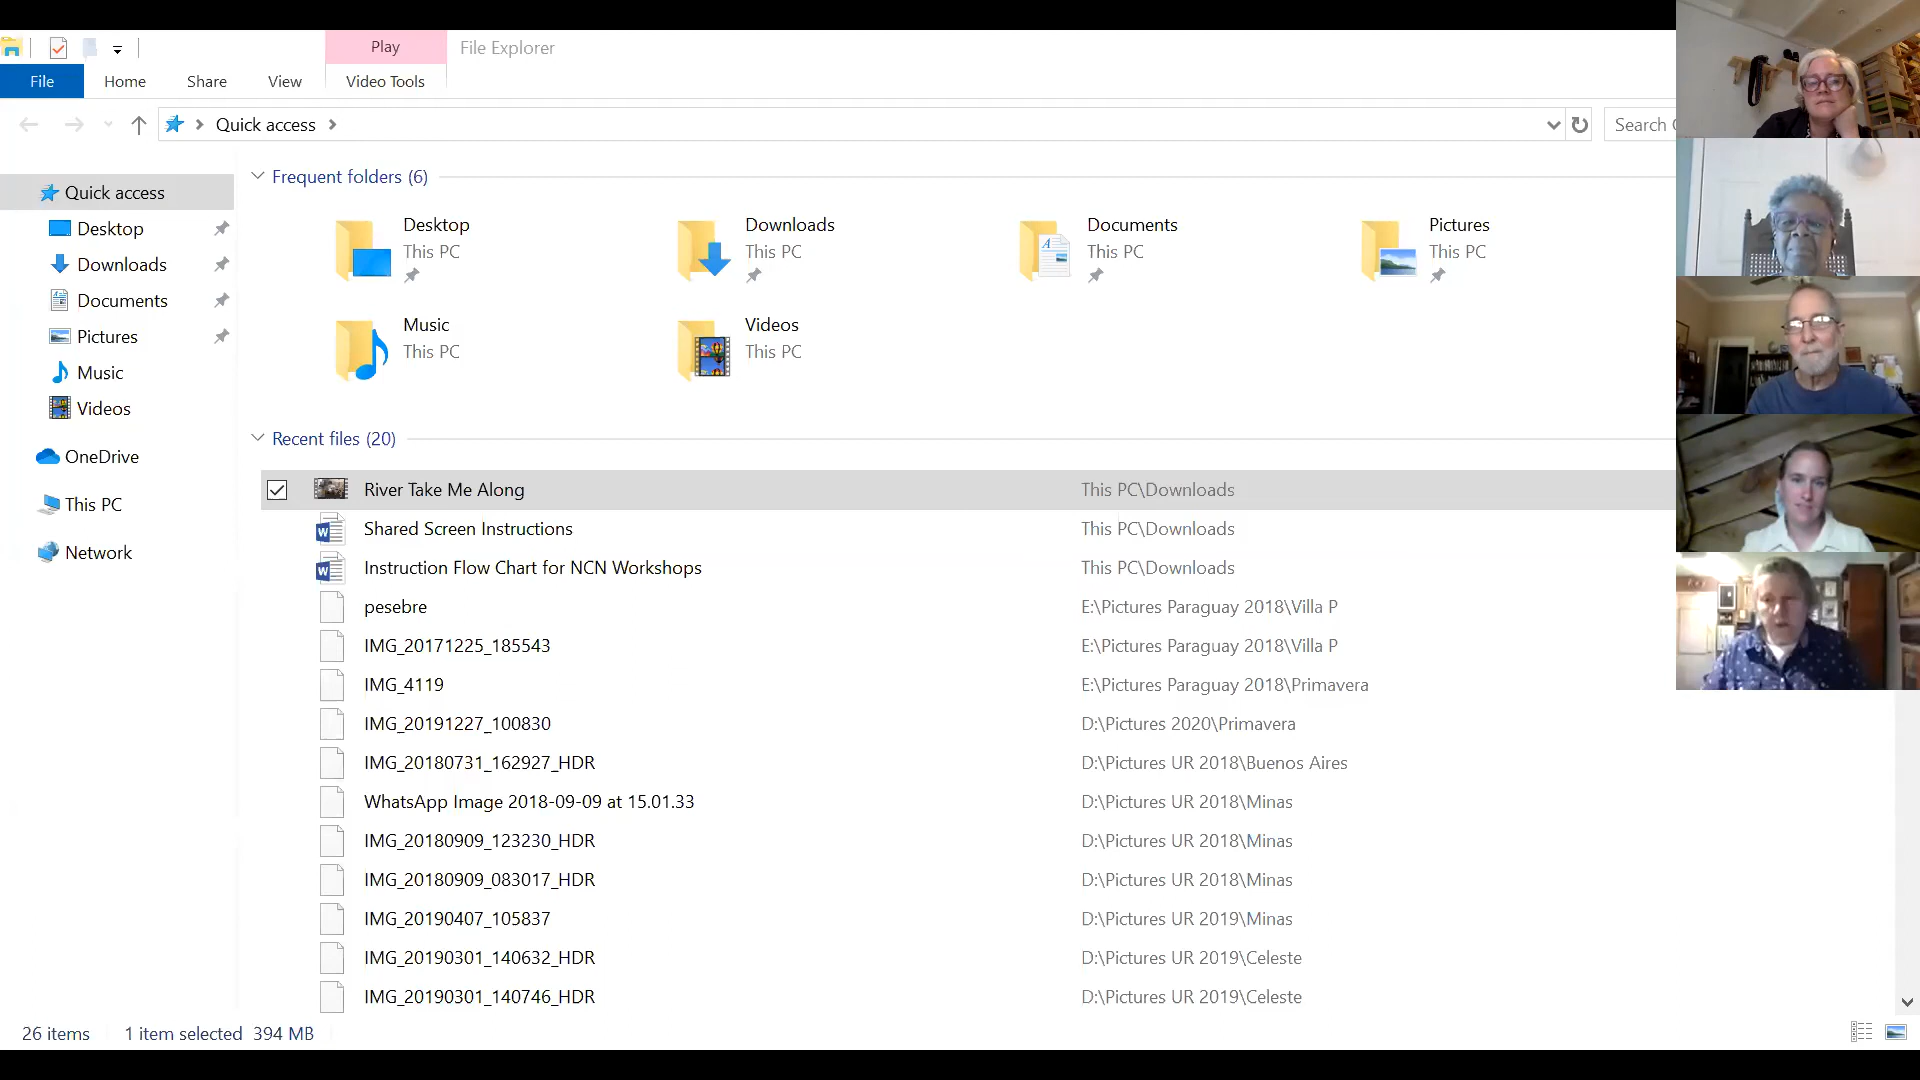 Play File Explorer
File Home Share View Video Tools
Quick access Search
Frequent folders (6)
Quick access
Desktop
Downloads
Documents
Pictures
Music
Videos
OneDrive
This PC
Network
Desktop
This PC
Downloads
This PC
Documents
This PC
Pictures
This PC
Music
This PC
Videos
This PC
Recent files (20)
River Take Me Along This PC\Downloads
Shared Screen Instructions This PC\Downloads
Instruction Flow Chart for NCN Workshops This PC\Downloads
pesebre E:\Pictures Paraguay 2018\Villa P
IMG_20171225_185543 E:\Pictures Paraguay 2018\Villa P
IMG_4119 E:\Pictures Paraguay 2018\Primavera
IMG_20191227_100830 D:\Pictures 2020\Primavera
IMG_20180731_162927_HDR D:\Pictures UR 2018\Buenos Aires
WhatsApp Image 2018-09-09 at 15.01.33 D:\Pictures UR 2018\Minas
IMG_20180909_123230_HDR D:\Pictures UR 2018\Minas
IMG_20180909_083017_HDR D:\Pictures UR 2018\Minas
IMG_20190407_105837 D:\Pictures UR 2019\Minas
IMG_20190301_140632_HDR D:\Pictures UR 2019\Celeste
IMG_20190301_140746_HDR D:\Pictures UR 2019\Celeste
26 items 1 item selected 394 MB